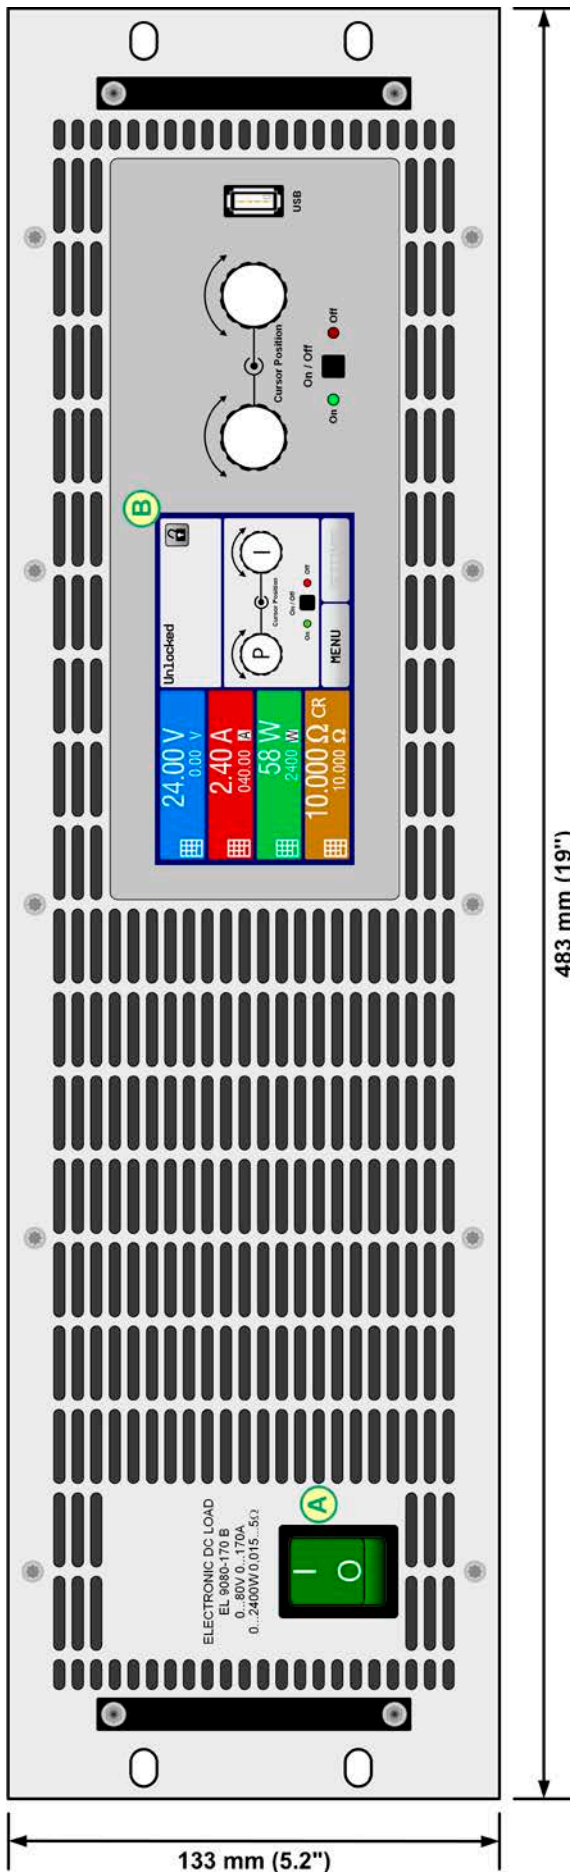 ELECTRONIC DC LOAD
EL 9080-170 B
0...80V 0...170A
0...2400W 0,015...5Ω
I
O
A
24.00 V
0.00 V
2.40 A
040.00 A
58 W
2400 W
10.000 Ω CR
10.000 Ω
Unlocked
P
I
Cursor Position
On / Off
On
Off
MENU
B
Cursor Position
On / Off
On
Off
USB
483 mm (19")
133 mm (5.2")